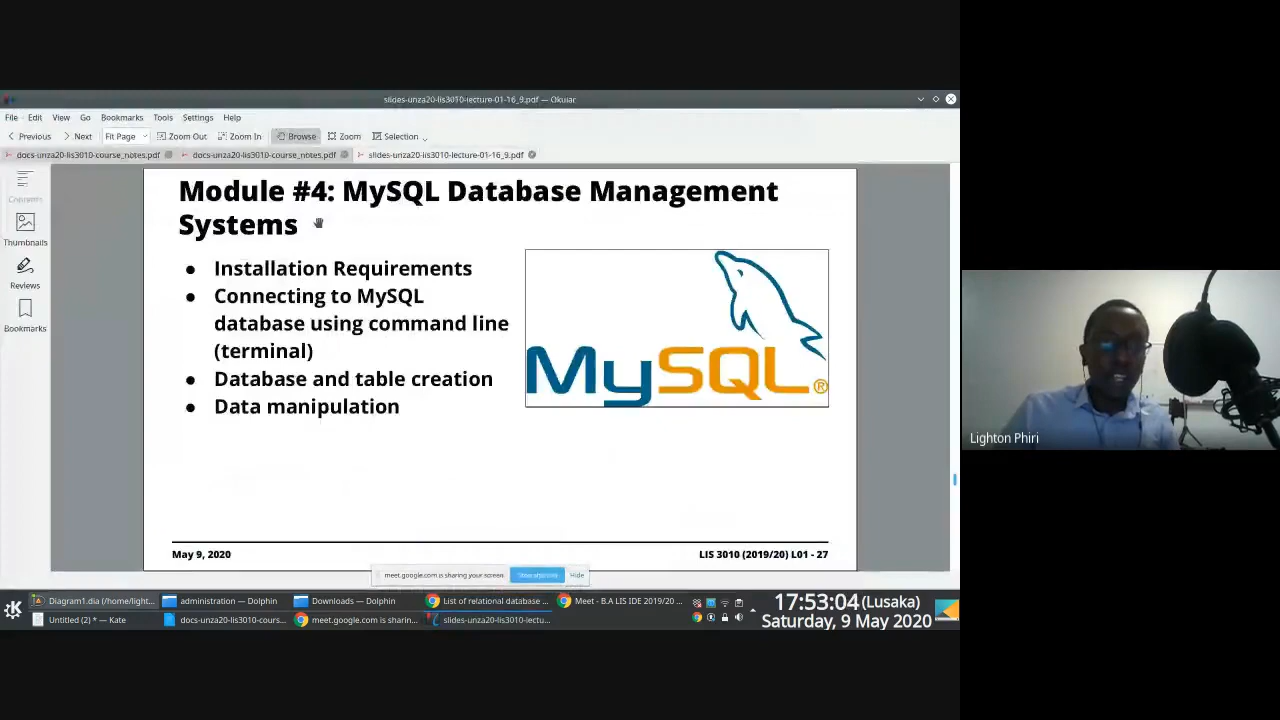 slides-unza20-lis3010-lecture-01-16_9.pdf — Okular
File Edit View Go Bookmarks Tools Settings Help
Previous Next Fit Page Zoom Out Zoom In Browse Zoom Selection
docs-unza20-lis3010-course_notes.pdf docs-unza20-lis3010-course_notes.pdf slides-unza20-lis3010-lecture-01-16_9.pdf
Contents
Thumbnails
Reviews
Bookmarks
Module #4: MySQL Database Management
Systems
● Installation Requirements
● Connecting to MySQL
database using command line
(terminal)
● Database and table creation
● Data manipulation
MySQL®
May 9, 2020
LIS 3010 (2019/20) L01 - 27
meet.google.com is sharing your screen. Stop sharing Hide
Lighton Phiri
Diagram1.dia (/home/light... administration — Dolphin Downloads — Dolphin List of relational database ... Meet - B.A LIS IDE 2019/20 ...
Untitled (2) * — Kate docs-unza20-lis3010-cours... meet.google.com is sharin... slides-unza20-lis3010-lectu...
17:53:04 (Lusaka)
Saturday, 9 May 2020